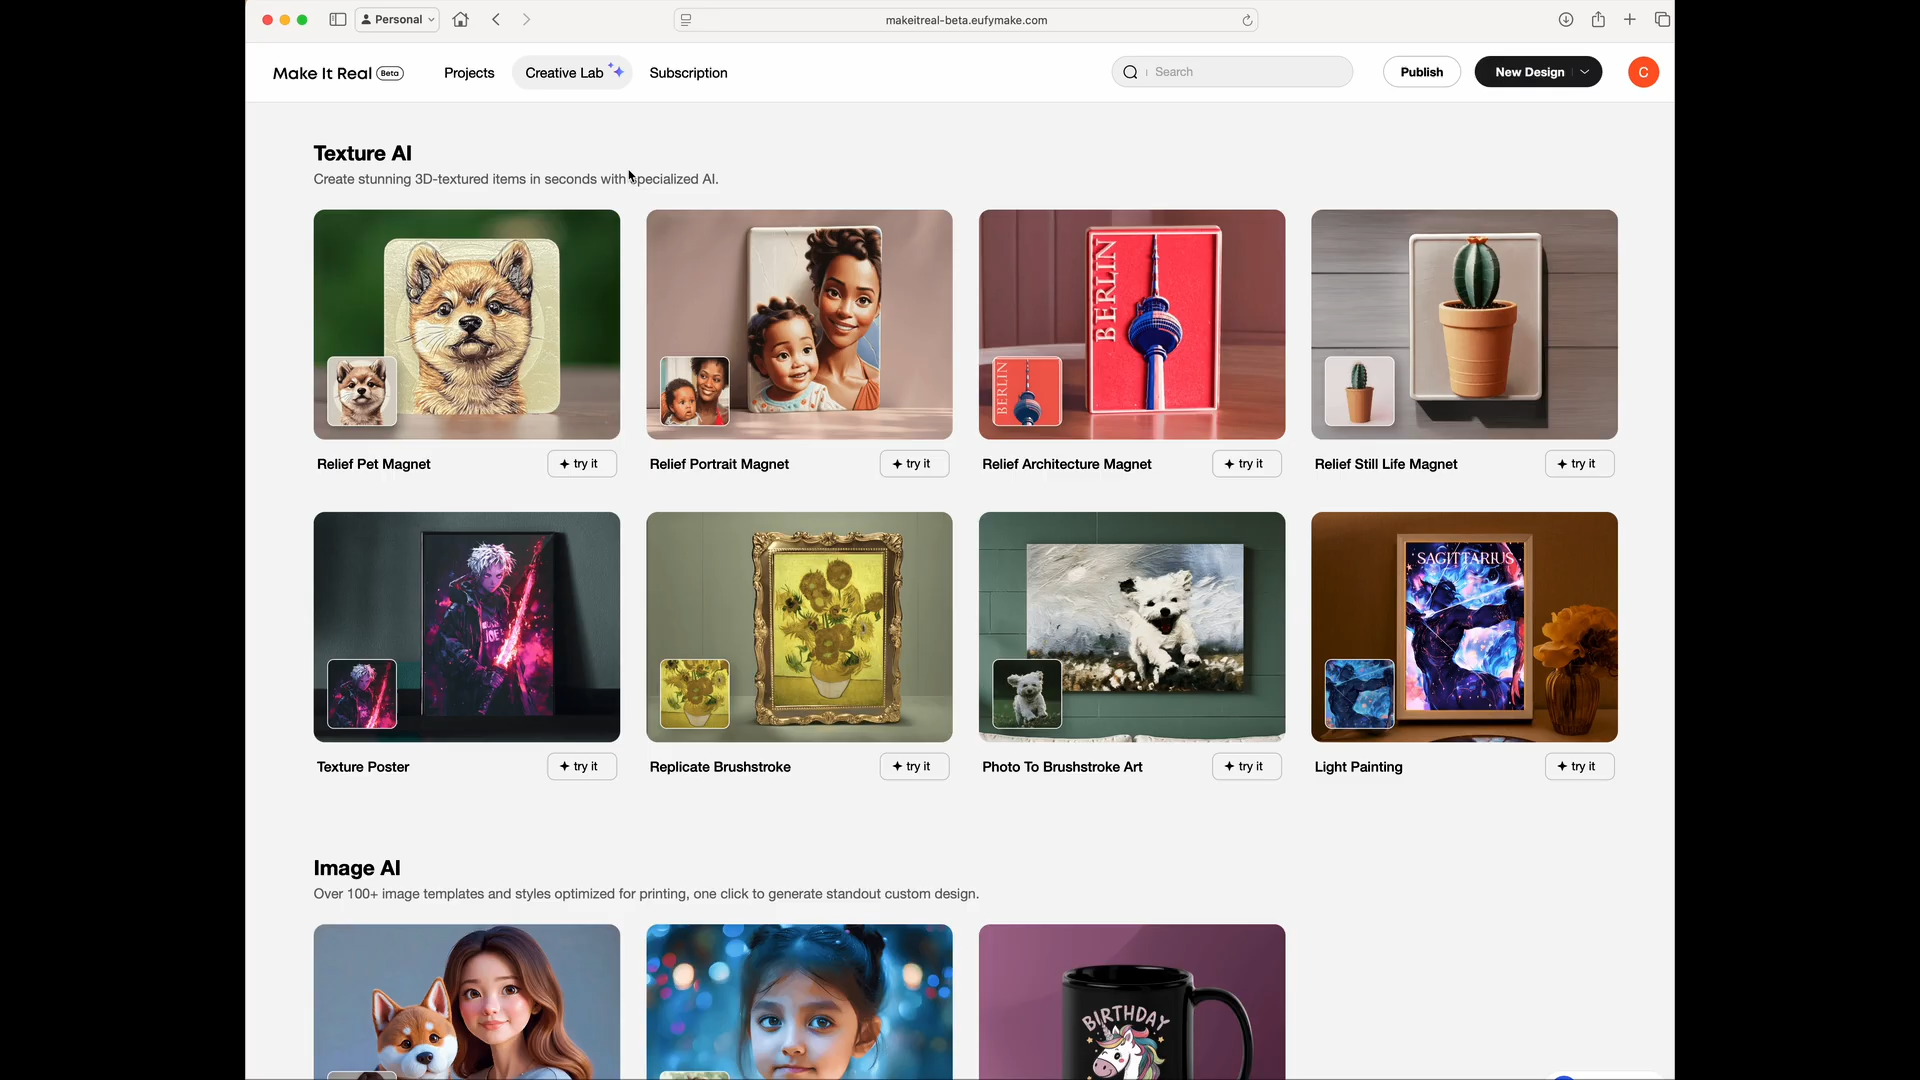 Personal
makeitreal-beta.eufymake.com
Make It Real Beta
Projects
Creative Lab
Subscription
Search
Publish
New Design
C
Texture AI
Create stunning 3D-textured items in seconds with specialized AI.
BERLIN
BERLIN
Relief Pet Magnet
try it
Relief Portrait Magnet
try it
Relief Architecture Magnet
try it
Relief Still Life Magnet
try it
JOE
SAGITTARIUS
Texture Poster
try it
Replicate Brushstroke
try it
Photo To Brushstroke Art
try it
Light Painting
try it
Image AI
Over 100+ image templates and styles optimized for printing, one click to generate standout custom design.
BIRTHDAY